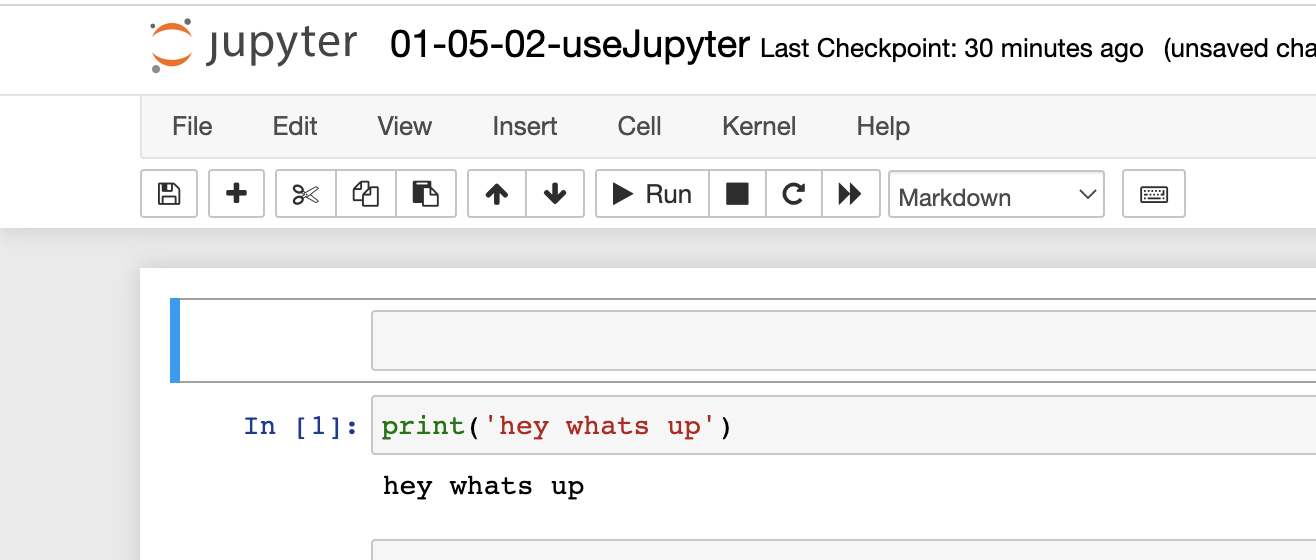 jupyter 01-05-02-useJupyter Last Checkpoint: 30 minutes ago (unsaved cha
File Edit View Insert Cell Kernel Help
Run Markdown
In [1]: print('hey whats up')
hey whats up